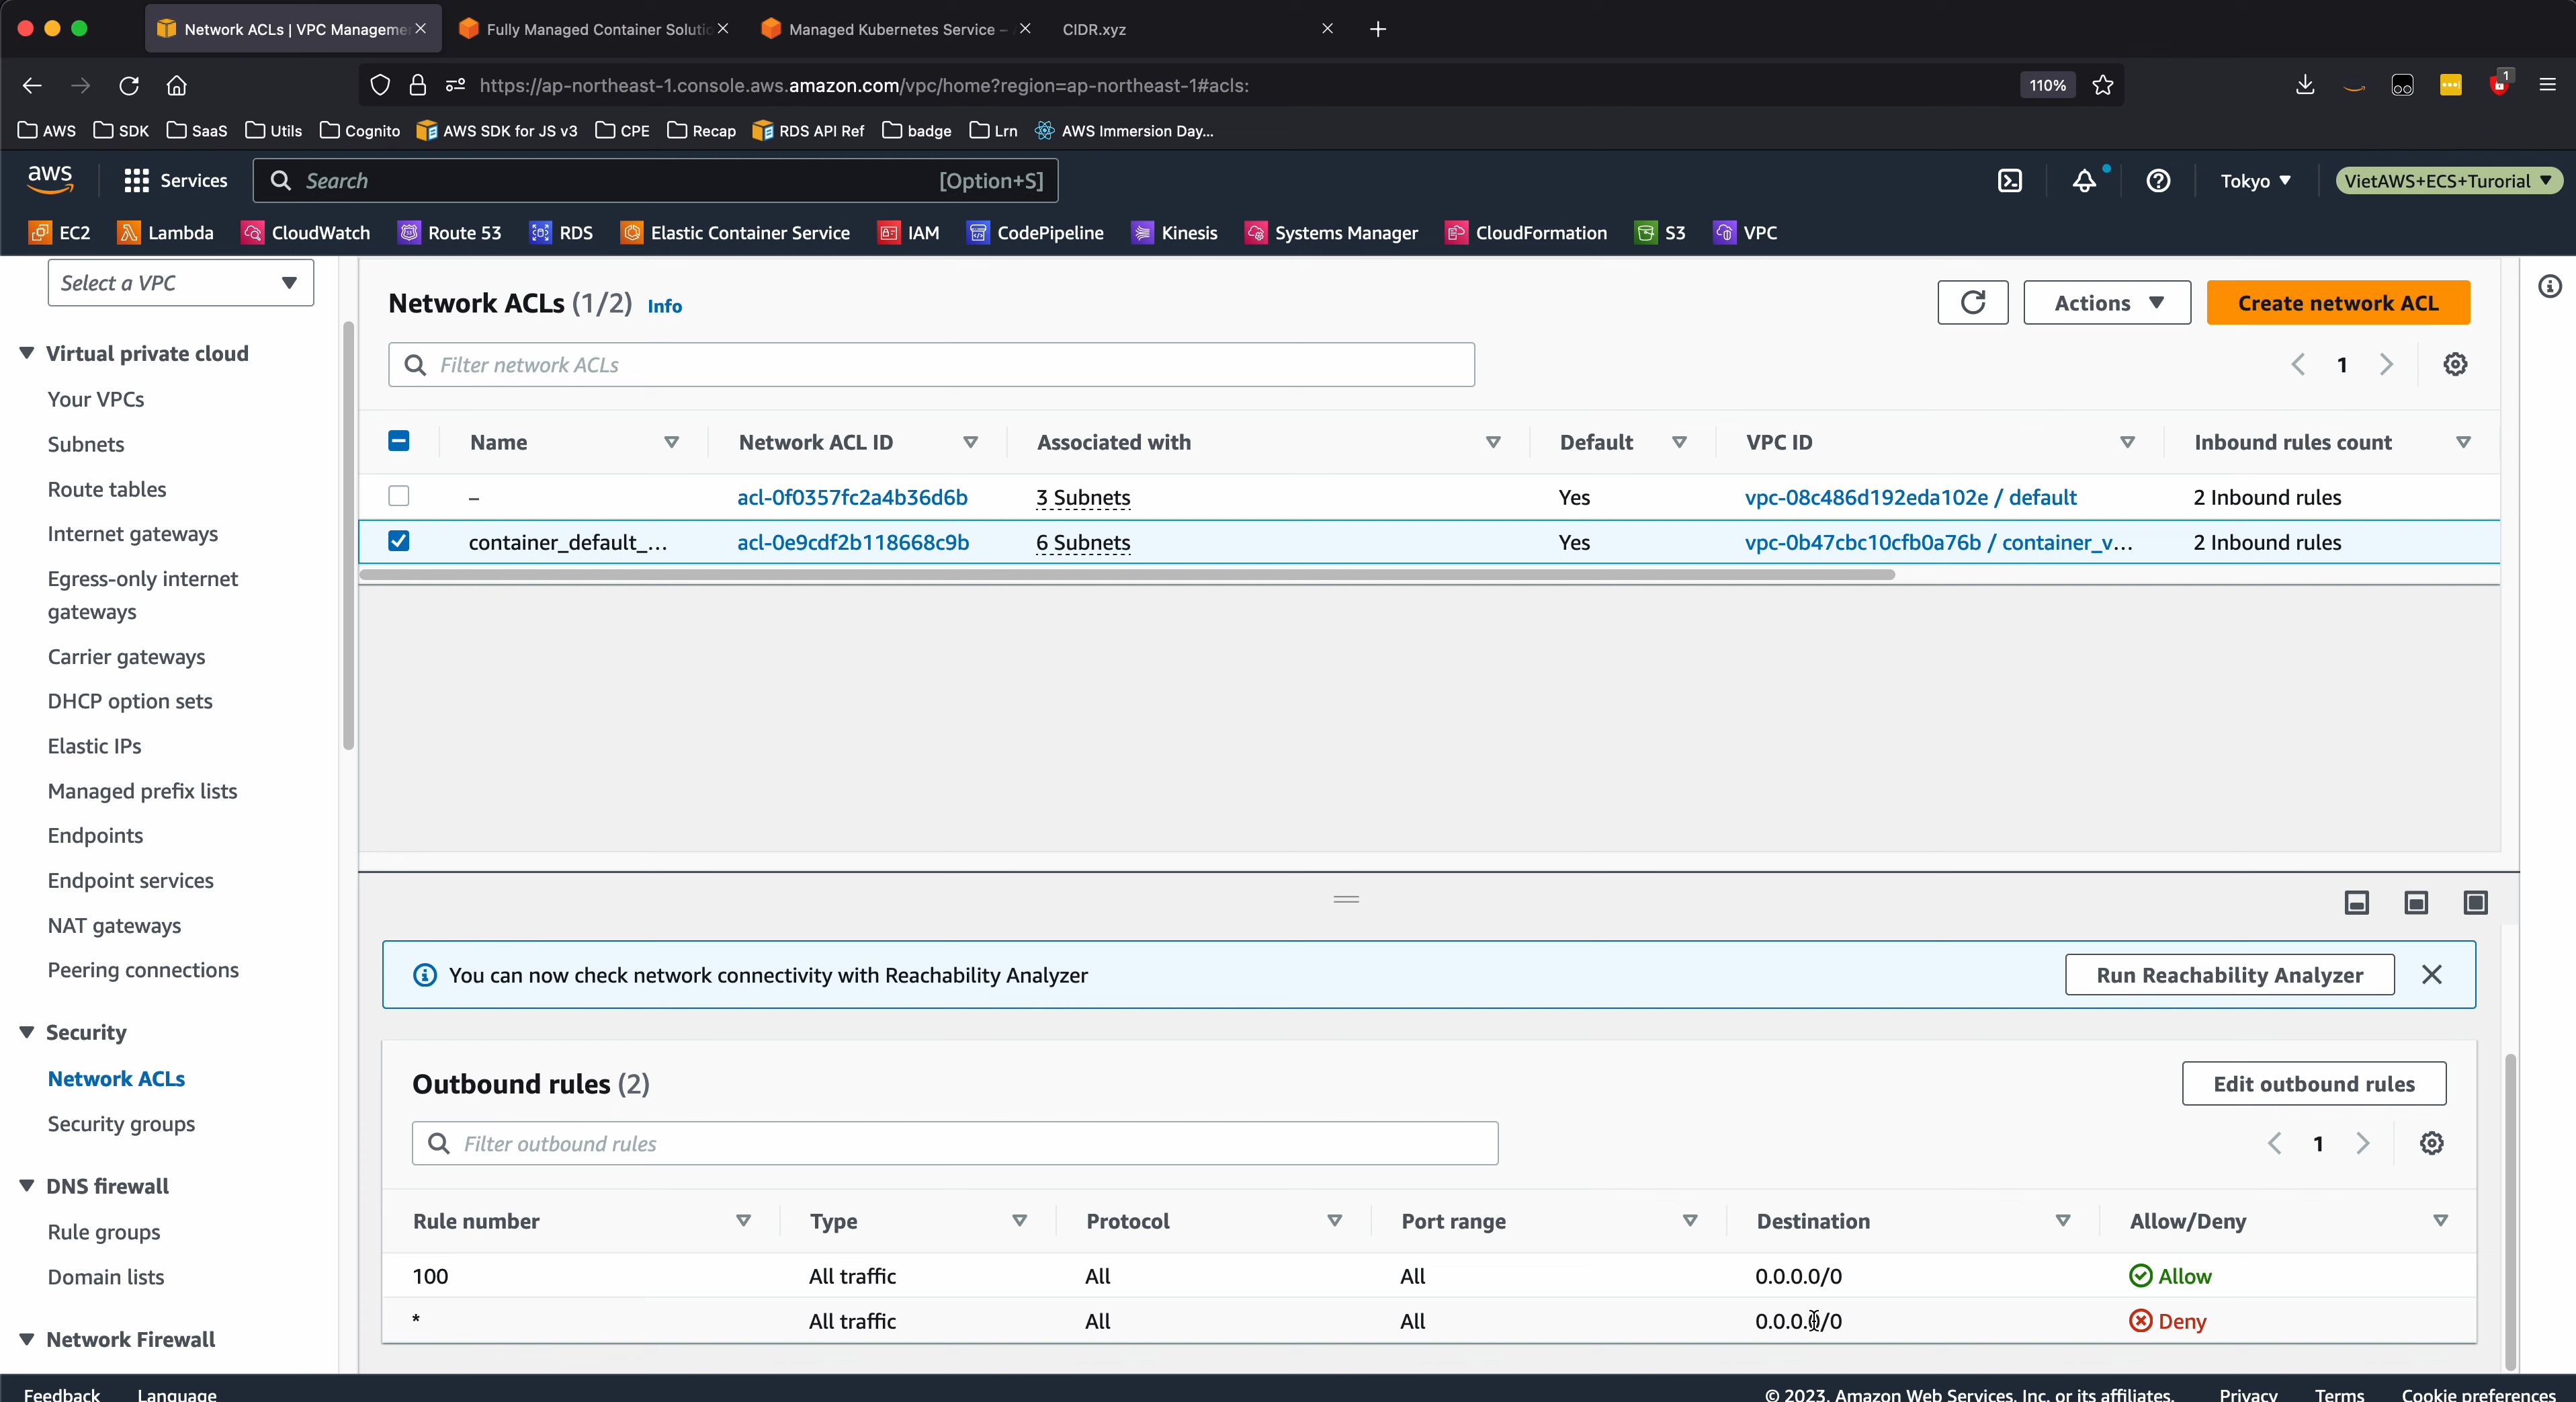 Network ACLs | VPC Manageme
Fully Managed Container Soluti
Managed Kubernetes Service –
CIDR.xyz
https://ap-northeast-1.console.aws.amazon.com/vpc/home?region=ap-northeast-1#acls:
110%
1
AWS
SDK
SaaS
Utils
Cognito
AWS SDK for JS v3
CPE
Recap
RDS API Ref
badge
Lrn
AWS Immersion Day...
aws
Services
Search
[Option+S]
Tokyo
VietAWS+ECS+Turorial
EC2
Lambda
CloudWatch
Route 53
RDS
Elastic Container Service
IAM
CodePipeline
Kinesis
Systems Manager
CloudFormation
S3
VPC
Select a VPC
Virtual private cloud
Your VPCs
Subnets
Route tables
Internet gateways
Egress-only internet
gateways
Carrier gateways
DHCP option sets
Elastic IPs
Managed prefix lists
Endpoints
Endpoint services
NAT gateways
Peering connections
Security
Network ACLs
Security groups
DNS firewall
Rule groups
Domain lists
Network Firewall
Network ACLs (1/2) Info
Actions
Create network ACL
Filter network ACLs
1
Name
Network ACL ID
Associated with
Default
VPC ID
Inbound rules count
–
acl-0f0357fc2a4b36d6b
3 Subnets
Yes
vpc-08c486d192eda102e / default
2 Inbound rules
container_default_...
acl-0e9cdf2b118668c9b
6 Subnets
Yes
vpc-0b47cbc10cfb0a76b / container_v...
2 Inbound rules
You can now check network connectivity with Reachability Analyzer
Run Reachability Analyzer
Outbound rules (2)
Edit outbound rules
Filter outbound rules
1
Rule number
Type
Protocol
Port range
Destination
Allow/Deny
100
All traffic
All
All
0.0.0.0/0
Allow
*
All traffic
All
All
0.0.0.0/0
Deny
Feedback
Language
© 2023, Amazon Web Services, Inc. or its affiliates.
Privacy
Terms
Cookie preferences